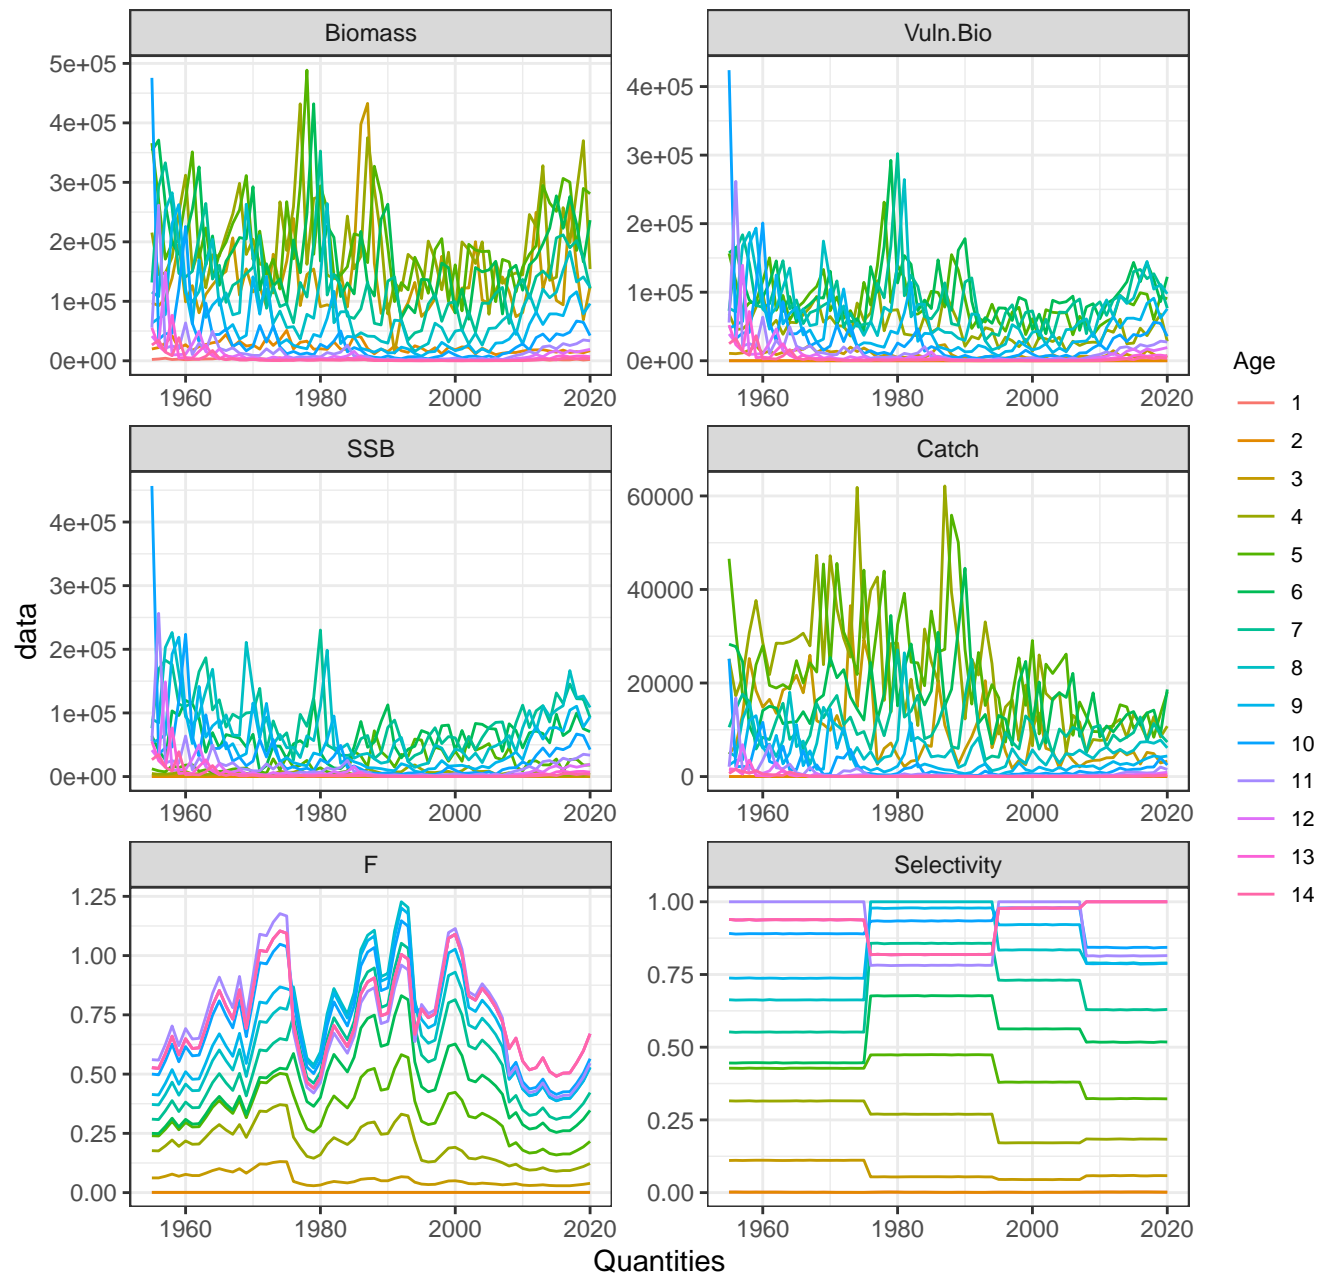 Biomass
Vuln.Bio
5e+05
4e+05
3e+05
2e+05
1e+05
0e+00
4e+05
3e+05
2e+05
1e+05
0e+00
1960 1980 2000 2020
1960 1980 2000 2020
SSB
Catch
4e+05
3e+05
2e+05
1e+05
0e+00
60000
40000
20000
0
1960 1980 2000 2020
1960 1980 2000 2020
F
Selectivity
1.25
1.00
0.75
0.50
0.25
0.00
1.00
0.75
0.50
0.25
0.00
1960 1980 2000 2020
1960 1980 2000 2020
data
Quantities
Age
1
2
3
4
5
6
7
8
9
10
11
12
13
14